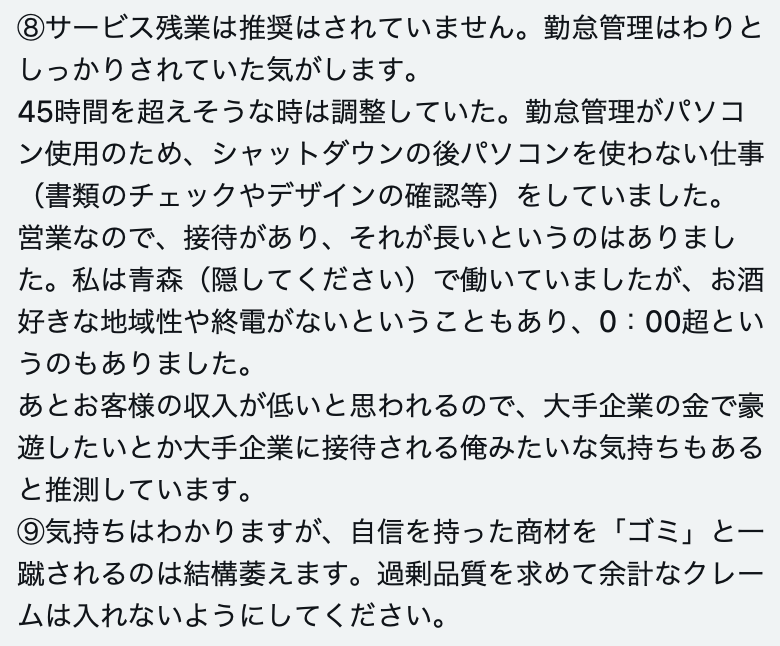 ⑧サービス残業は推奨はされていません。勤怠管理はわりと
しっかりされていた気がします。
45時間を超えそうな時は調整していた。勤怠管理がパソコ
ン使用のため、シャットダウンの後パソコンを使わない仕事
（書類のチェックやデザインの確認等）をしていました。
営業なので、接待があり、それが長いというのはありまし
た。私は青森（隠してください）で働いていましたが、お酒
好きな地域性や終電がないということもあり、0：00超とい
うのもありました。
あとお客様の収入が低いと思われるので、大手企業の金で豪
遊したいとか大手企業に接待される俺みたいな気持ちもある
と推測しています。
⑨気持ちはわかりますが、自信を持った商材を「ゴミ」と一
蹴されるのは結構萎えます。過剰品質を求めて余計なクレー
ムは入れないようにしてください。